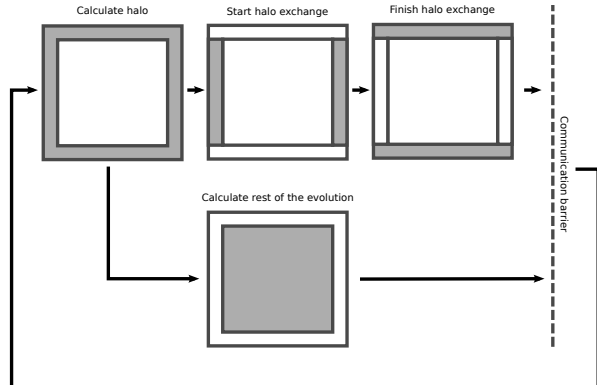 Calculate halo
Start halo exchange
Finish halo exchange
Communication barrier
Calculate rest of the evolution